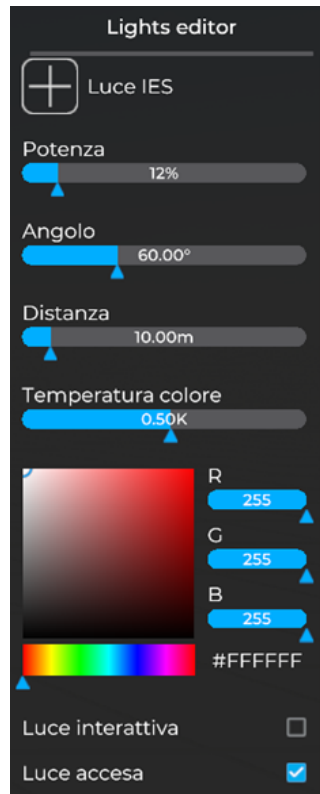 Lights editor
Luce IES
Potenza
12%
Angolo
60.00°
Distanza
10.00m
Temperatura colore
0.50K
R
255
G
255
B
255
#FFFFFF
Luce interattiva
Luce accesa